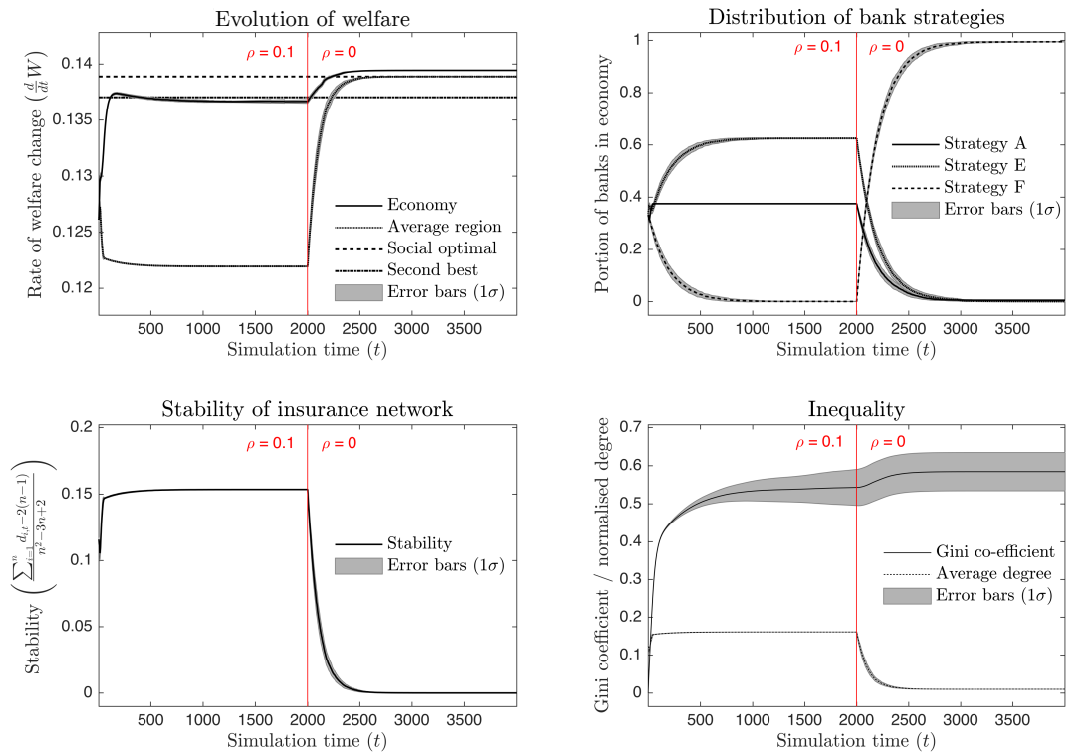 Evolution of welfare
ρ = 0.1 ρ = 0
0.14
0.135
0.13
0.125
0.12
Rate of welfare change (d/dt W)
Economy
Average region
Social optimal
Second best
Error bars (1σ)
500 1000 1500 2000 2500 3000 3500
Simulation time (t)
Distribution of bank strategies
ρ = 0.1 ρ = 0
1
0.8
0.6
0.4
0.2
0
Portion of banks in economy
Strategy A
Strategy E
Strategy F
Error bars (1σ)
500 1000 1500 2000 2500 3000 3500
Simulation time (t)
Stability of insurance network
ρ = 0.1 ρ = 0
0.2
0.15
0.1
0.05
0
Stability (∑ⁿᵢ₌₁ d_{i,t}−2(n−1) / n²−3n+2)
Stability
Error bars (1σ)
500 1000 1500 2000 2500 3000 3500
Simulation time (t)
Inequality
ρ = 0.1 ρ = 0
0.7
0.6
0.5
0.4
0.3
0.2
0.1
0
Gini coefficient / normalised degree
Gini co-efficient
Average degree
Error bars (1σ)
500 1000 1500 2000 2500 3000 3500
Simulation time (t)